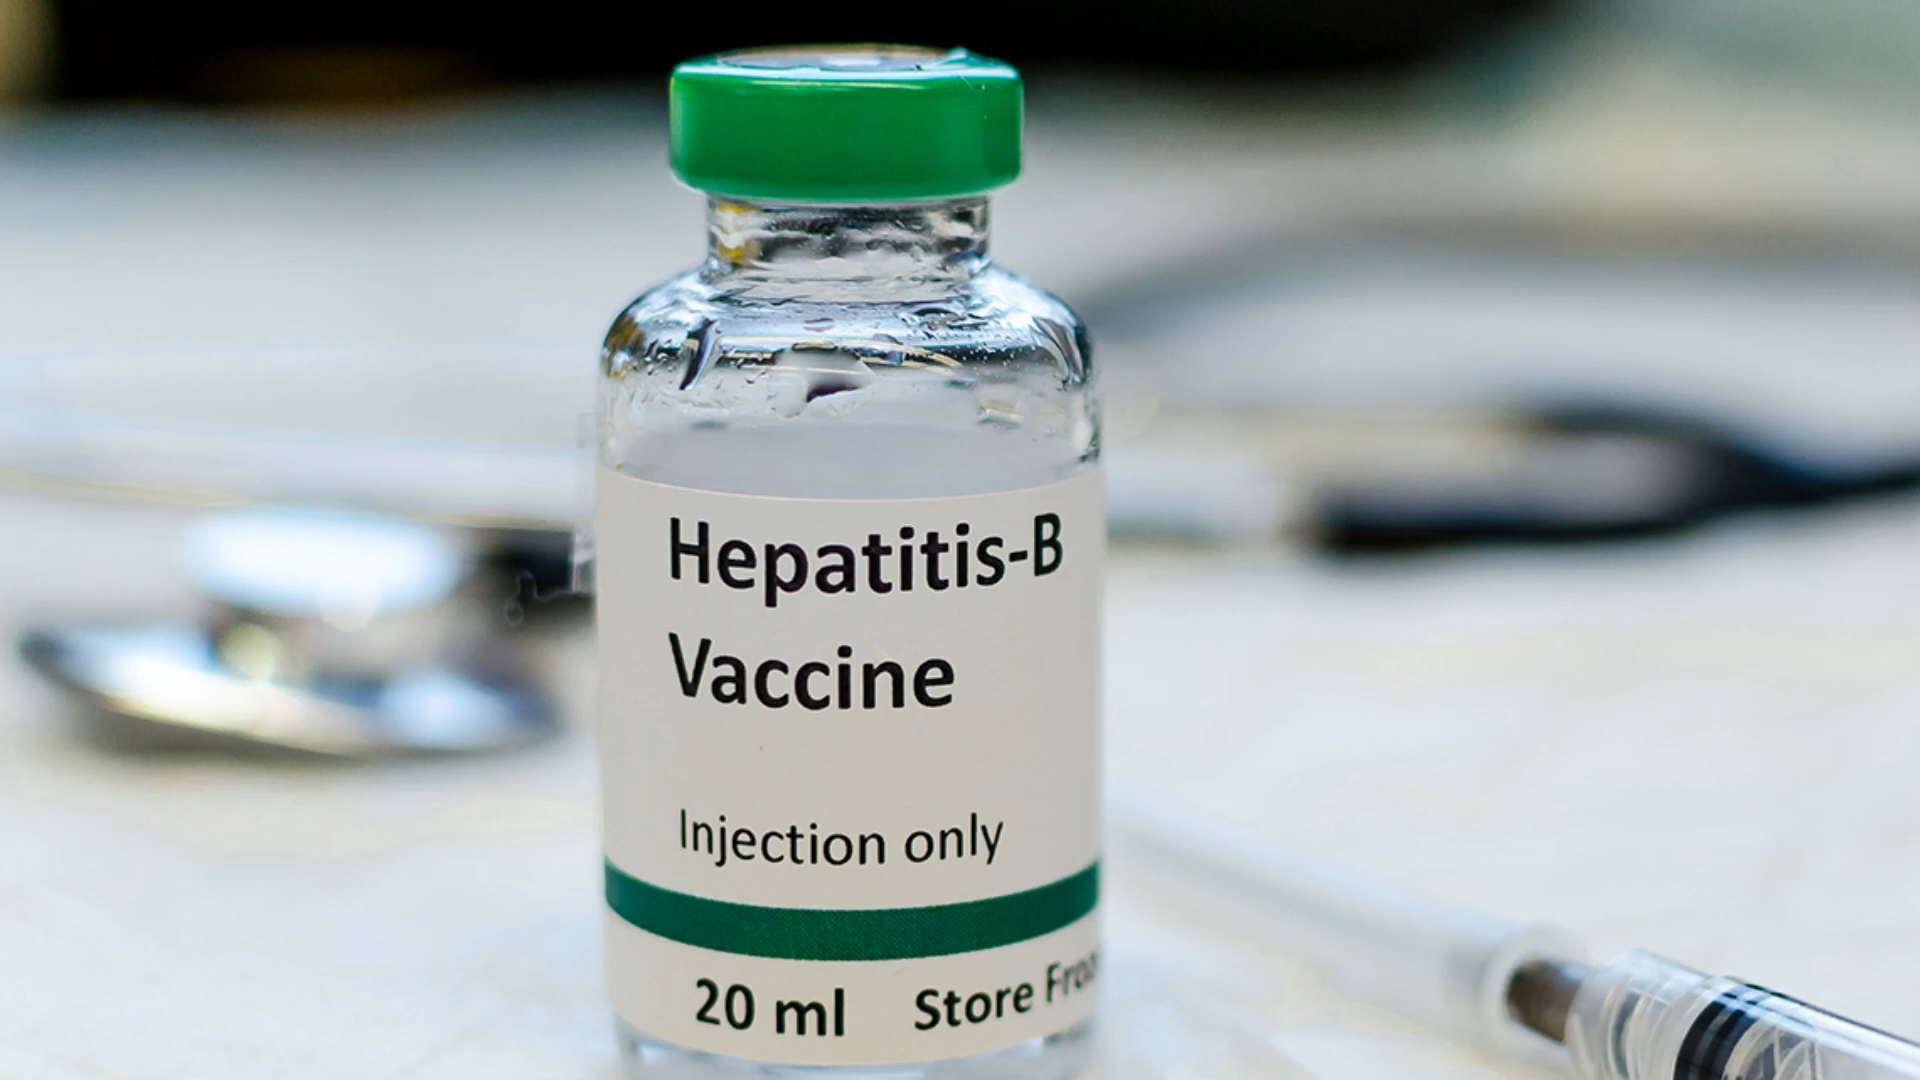 Hepatitis-B
Vaccine
Injection only
20 ml Store